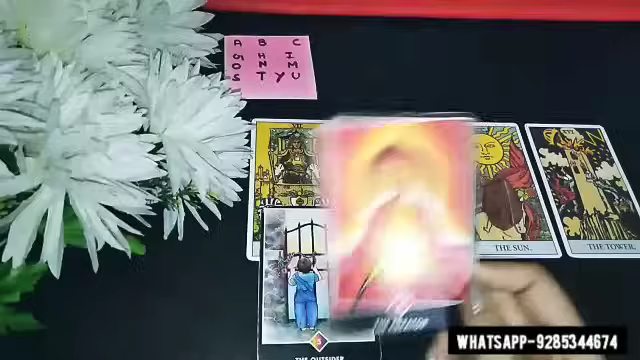 A B C
G H I
O N M
S T Y U
THE SUN.
THE TOWER.
THE OUTSIDER
WHATSAPP-9285344674